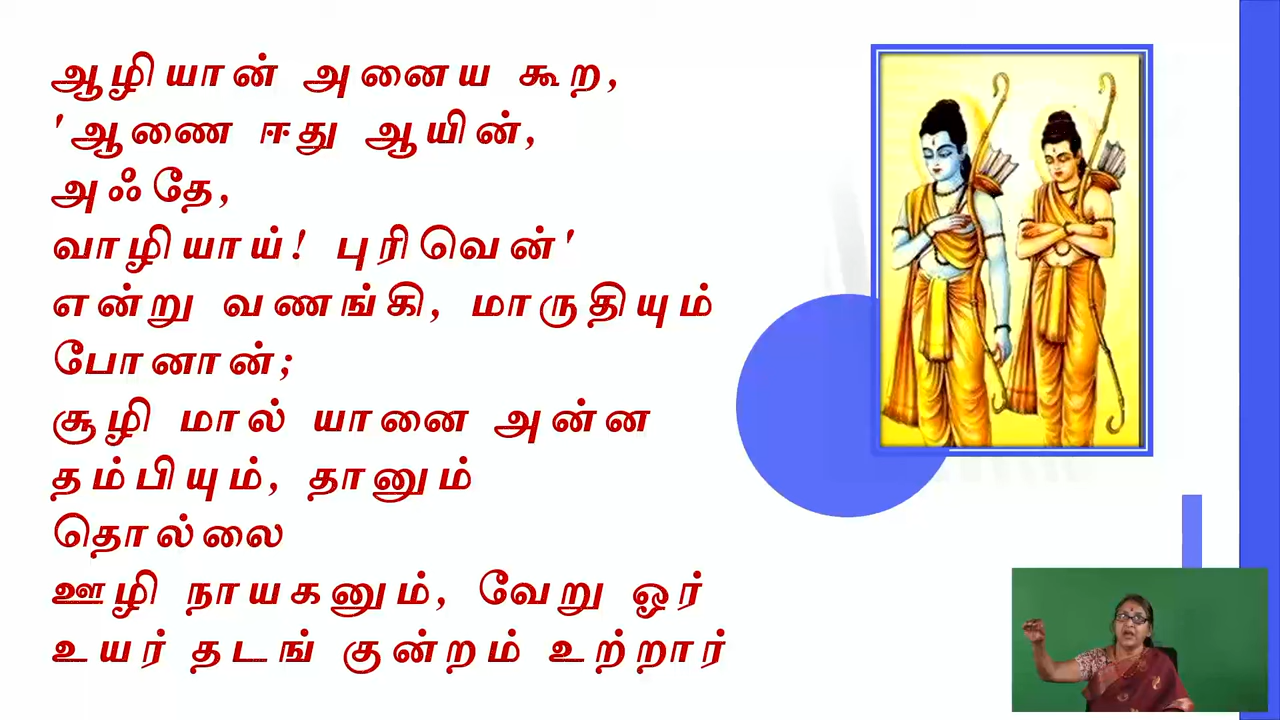 ஆழியான் அனைய கூற,
'ஆணை ஈது ஆயின்,
அஃதே,
வாழியாய்! புரிவென்'
என்று வணங்கி, மாருதியும்
போனான்;
சூழி மால் யானை அன்ன
தம்பியும், தானும்
தொல்லை
ஊழி நாயகனும், வேறு ஓர்
உயர் தடங் குன்றம் உற்றார்